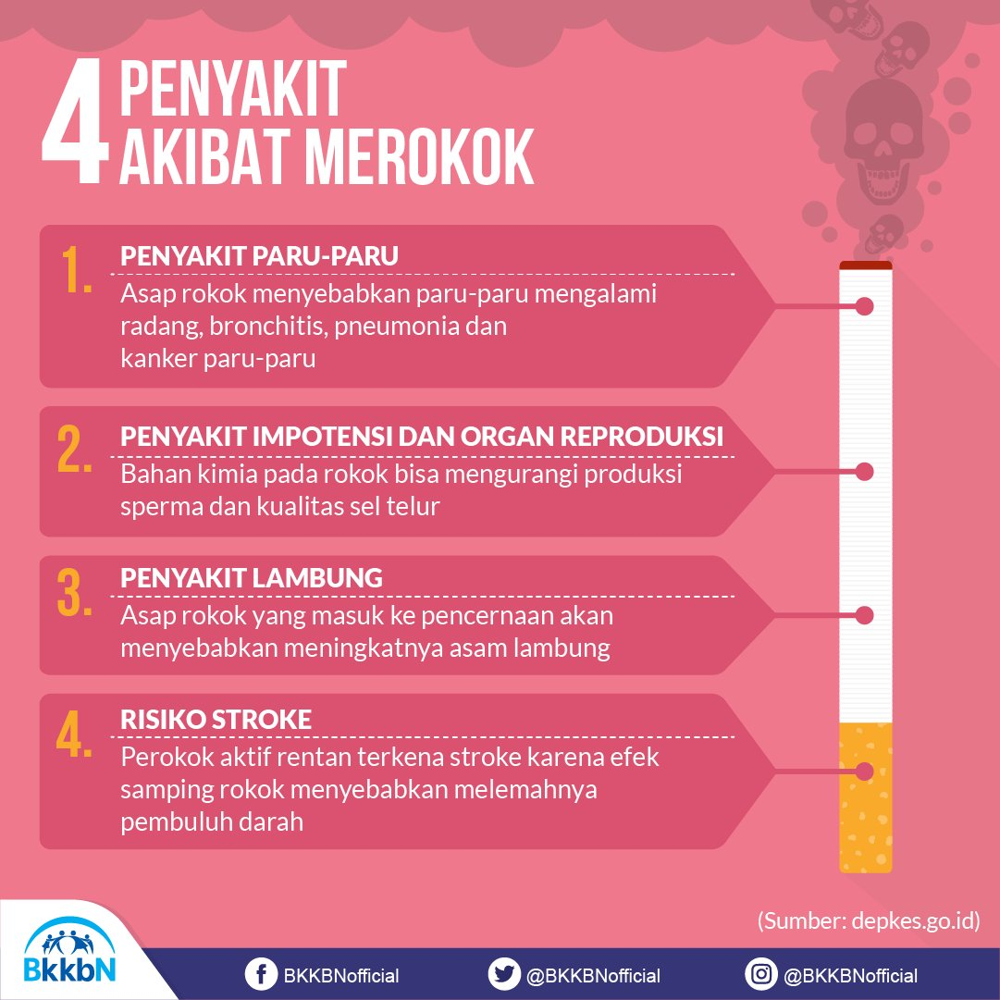 4 PENYAKIT
AKIBAT MEROKOK
1. PENYAKIT PARU-PARU
Asap rokok menyebabkan paru-paru mengalami
radang, bronchitis, pneumonia dan
kanker paru-paru
2. PENYAKIT IMPOTENSI DAN ORGAN REPRODUKSI
Bahan kimia pada rokok bisa mengurangi produksi
sperma dan kualitas sel telur
3. PENYAKIT LAMBUNG
Asap rokok yang masuk ke pencernaan akan
menyebabkan meningkatnya asam lambung
4. RISIKO STROKE
Perokok aktif rentan terkena stroke karena efek
samping rokok menyebabkan melemahnya
pembuluh darah
(Sumber: depkes.go.id)
BkkbN
BKKBNofficial
@BKKBNofficial
@BKKBNofficial